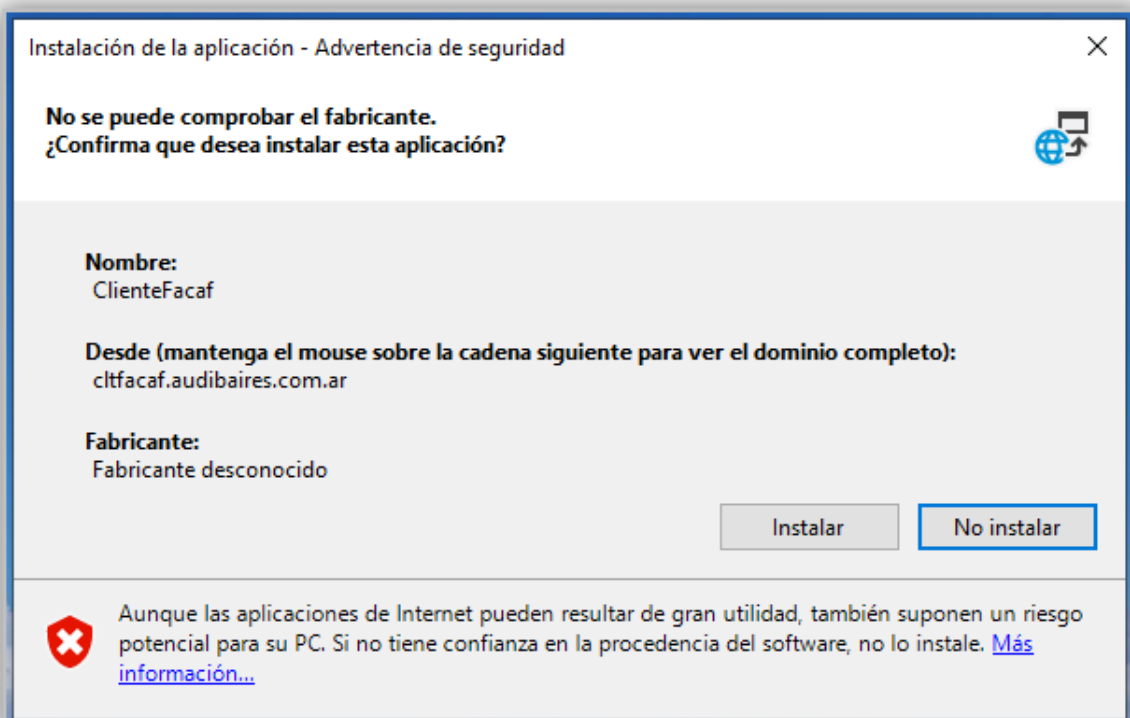 Instalación de la aplicación - Advertencia de seguridad
No se puede comprobar el fabricante.
¿Confirma que desea instalar esta aplicación?
Nombre:
ClienteFacaf
Desde (mantenga el mouse sobre la cadena siguiente para ver el dominio completo):
cltfacaf.audibaires.com.ar
Fabricante:
Fabricante desconocido
Instalar
No instalar
Aunque las aplicaciones de Internet pueden resultar de gran utilidad, también suponen un riesgo
potencial para su PC. Si no tiene confianza en la procedencia del software, no lo instale. Más
información...